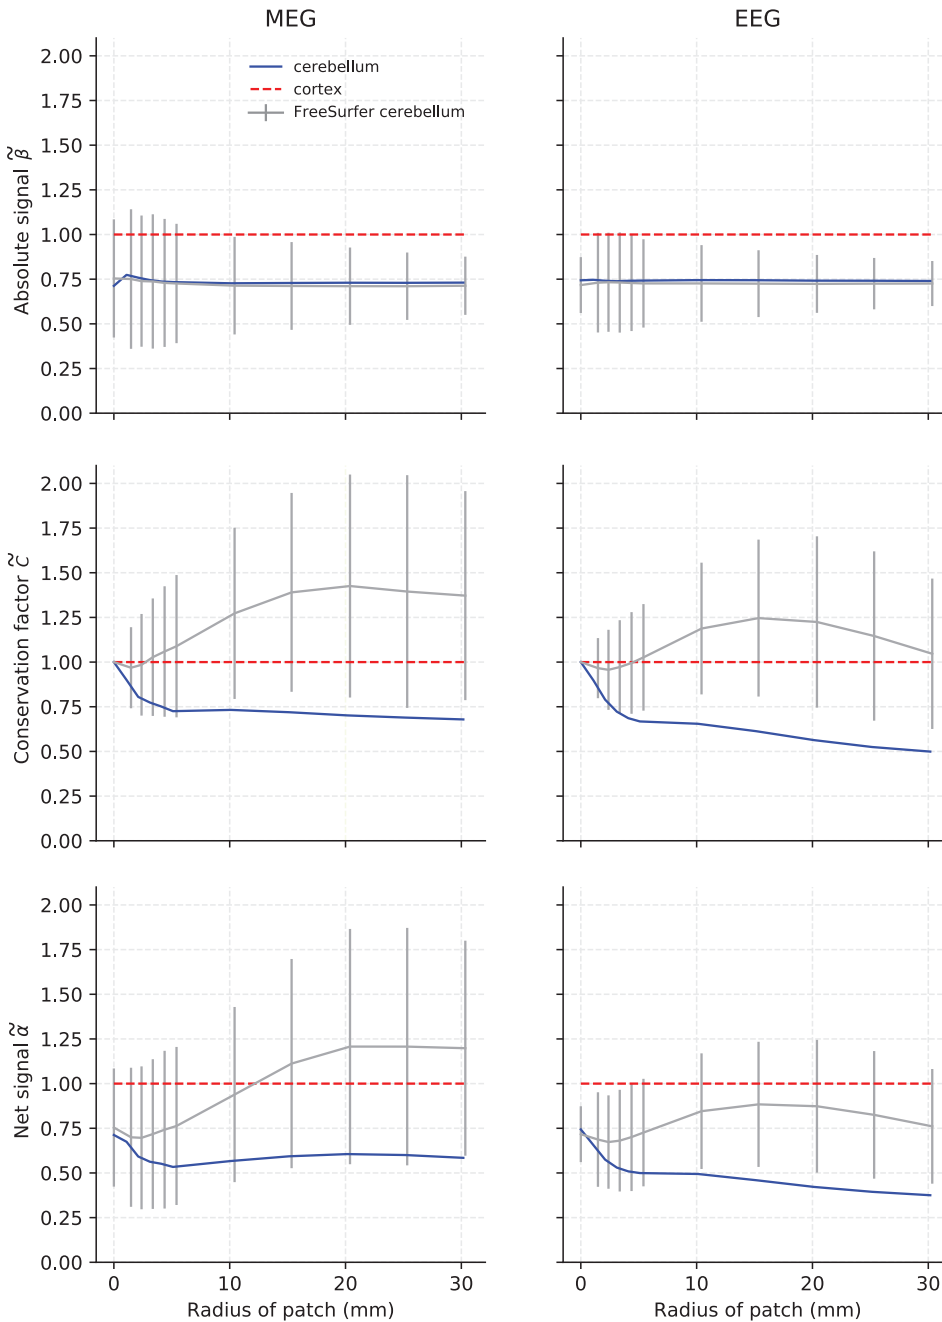 MEG
EEG
cerebellum
cortex
FreeSurfer cerebellum
Absolute signal β̃
2.00
1.75
1.50
1.25
1.00
0.75
0.50
0.25
0.00
Conservation factor C̃
2.00
1.75
1.50
1.25
1.00
0.75
0.50
0.25
0.00
Net signal α̃
2.00
1.75
1.50
1.25
1.00
0.75
0.50
0.25
0.00
0 10 20 30
Radius of patch (mm)
0 10 20 30
Radius of patch (mm)